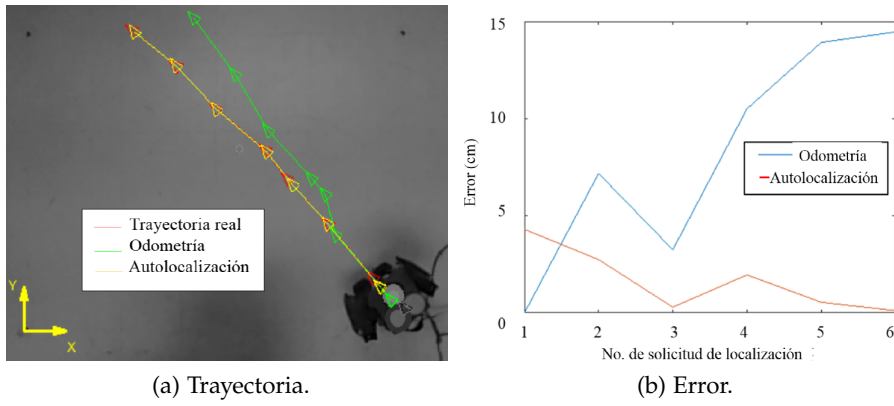 Trayectoria real
Odometría
Autolocalización
Y
X
(a) Trayectoria.
15
10
5
0
Error (cm)
Odometría
Autolocalización
1 2 3 4 5 6
No. de solicitud de localización
(b) Error.